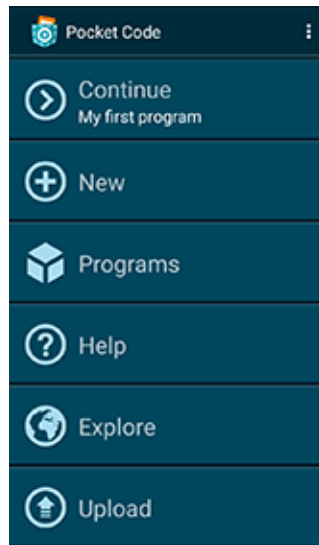 Pocket Code
Continue
My first program
New
Programs
Help
Explore
Upload